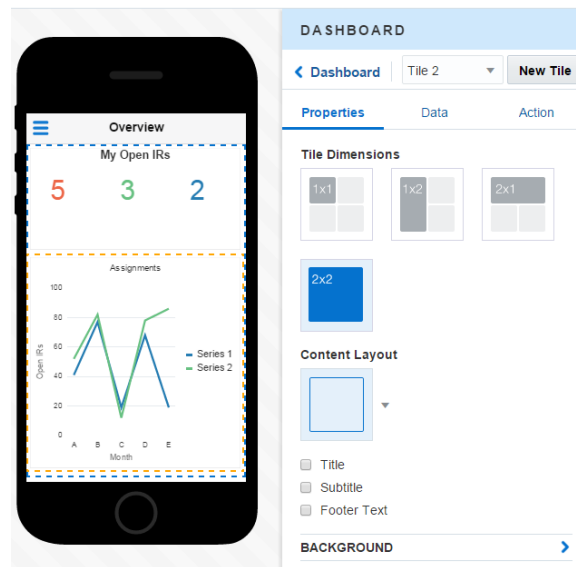 DASHBOARD
Dashboard
Tile 2
New Tile
Properties
Data
Action
Overview
My Open IRs
5
3
2
Assignments
100
80
60
40
20
0
Open IRs
A
B
C
D
E
Month
Series 1
Series 2
Tile Dimensions
1x1
1x2
2x1
2x2
Content Layout
Title
Subtitle
Footer Text
BACKGROUND